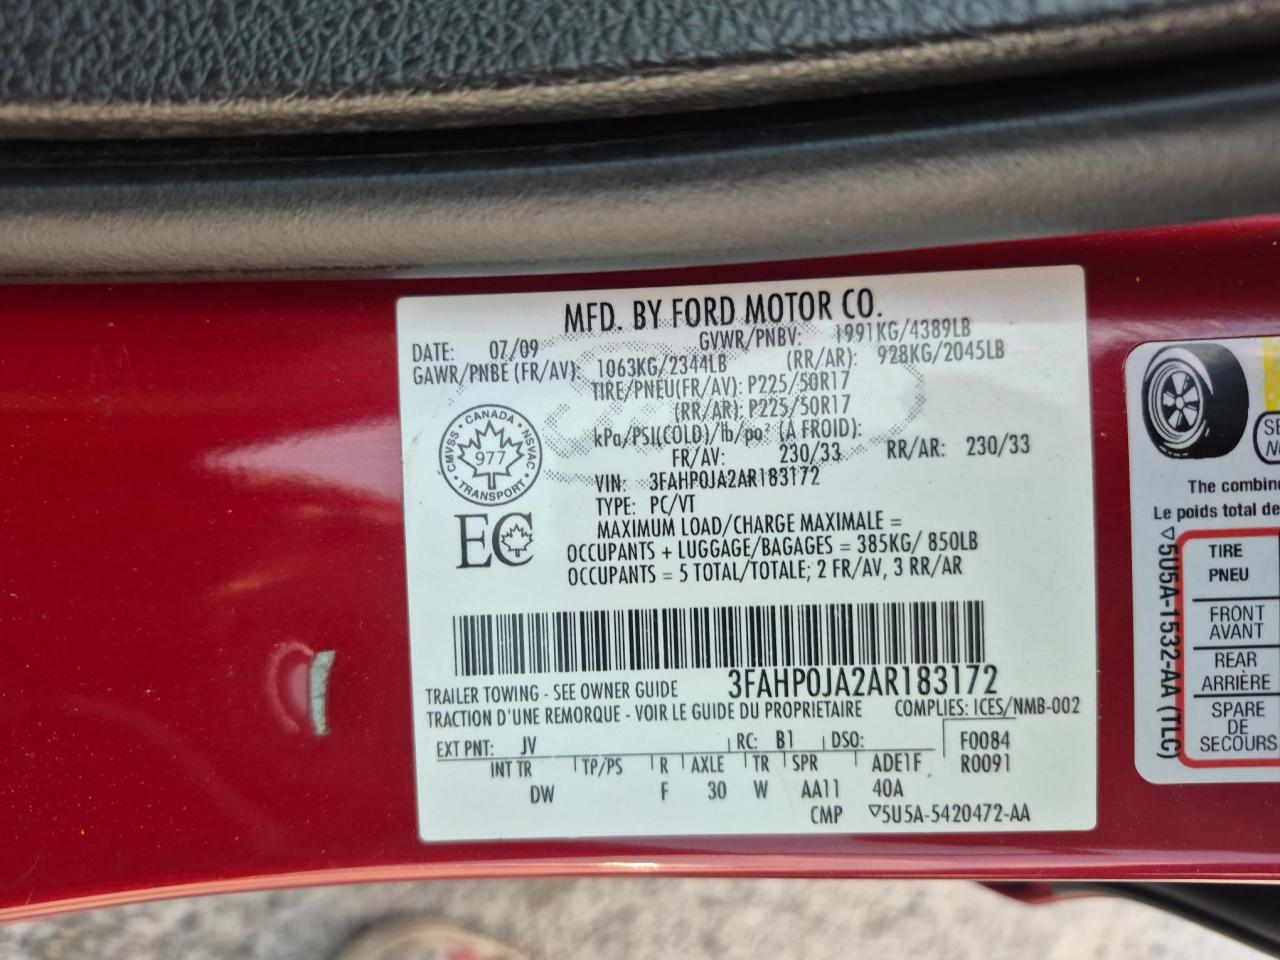 MFD. BY FORD MOTOR CO.
DATE: 07/09 GVWR/PNBV: 1991KG/4389LB
GAWR/PNBE (FR/AV): 1063KG/2344LB (RR/AR): 928KG/2045LB
TIRE/PNEU(FR/AV): P225/50R17
(RR/AR): P225/50R17
kPa/PSI(COLD)/lb/po² (À FROID):
FR/AV: 230/33 RR/AR: 230/33
CANADA
CMVSS NSVAC
977
TRANSPORT
VIN: 3FAHP0JA2AR183172
TYPE: PC/VT
EC
MAXIMUM LOAD/CHARGE MAXIMALE =
OCCUPANTS + LUGGAGE/BAGAGES = 385KG/ 850LB
OCCUPANTS = 5 TOTAL/TOTALE; 2 FR/AV, 3 RR/AR
3FAHP0JA2AR183172
TRAILER TOWING - SEE OWNER GUIDE
TRACTION D'UNE REMORQUE - VOIR LE GUIDE DU PROPRIETAIRE COMPLIES: ICES/NMB-002
EXT PNT: JV RC: B1 DSO: F0084
INT TR TP/PS R AXLE TR SPR ADE1F R0091
DW F 30 W AA11 40A
CMP ▽5U5A-5420472-AA
The combin
Le poids total de
▽5U5A-1532-AA (TLC)
TIRE
PNEU
FRONT
AVANT
REAR
ARRIÈRE
SPARE
DE
SECOURS